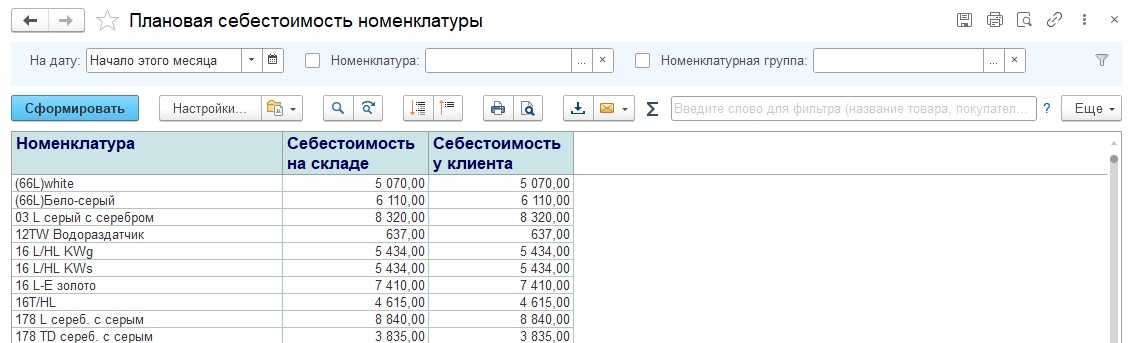 Плановая себестоимость номенклатуры
На дату: Начало этого месяца Номенклатура: ... × Номенклатурная группа: ... ×
Сформировать Настройки... Σ Введите слово для фильтра (название товара, покупател... ? Еще
Номенклатура Себестоимость на складе Себестоимость у клиента
(66L)white 5 070,00 5 070,00
(66L)Бело-серый 6 110,00 6 110,00
03 L серый с серебром 8 320,00 8 320,00
12TW Водораздатчик 637,00 637,00
16 L/HL KWg 5 434,00 5 434,00
16 L/HL KWs 5 434,00 5 434,00
16 L-E золото 7 410,00 7 410,00
16T/HL 4 615,00 4 615,00
178 L сереб. с серым 8 840,00 8 840,00
178 TD сереб. с серым 3 835,00 3 835,00